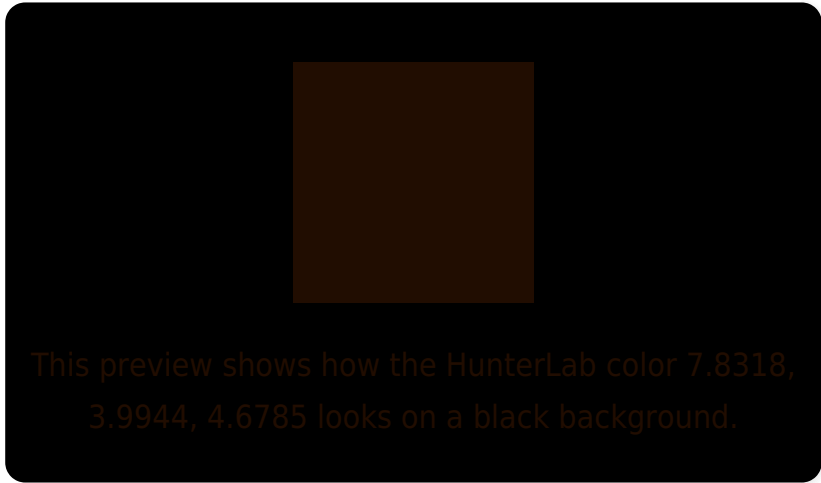 This preview shows how the HunterLab color 7.8318,
3.9944, 4.6785 looks on a black background.